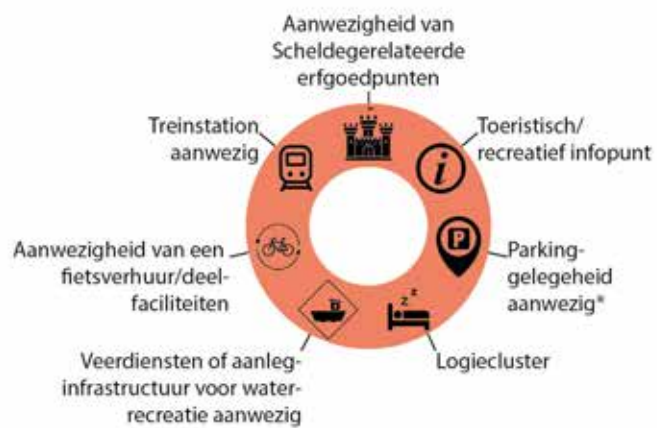 Aanwezigheid van
Scheldegerelateerde
erfgoedpunten
Treinstation
aanwezig
Toeristisch/
recreatief infopunt
i
Aanwezigheid van een
fietsverhuur/deel-
faciliteiten
P
Parking-
gelegeheid
aanwezig*
z z z
Veerdiensten of aanleg-
infrastructuur voor water-
recreatie aanwezig
Logiecluster